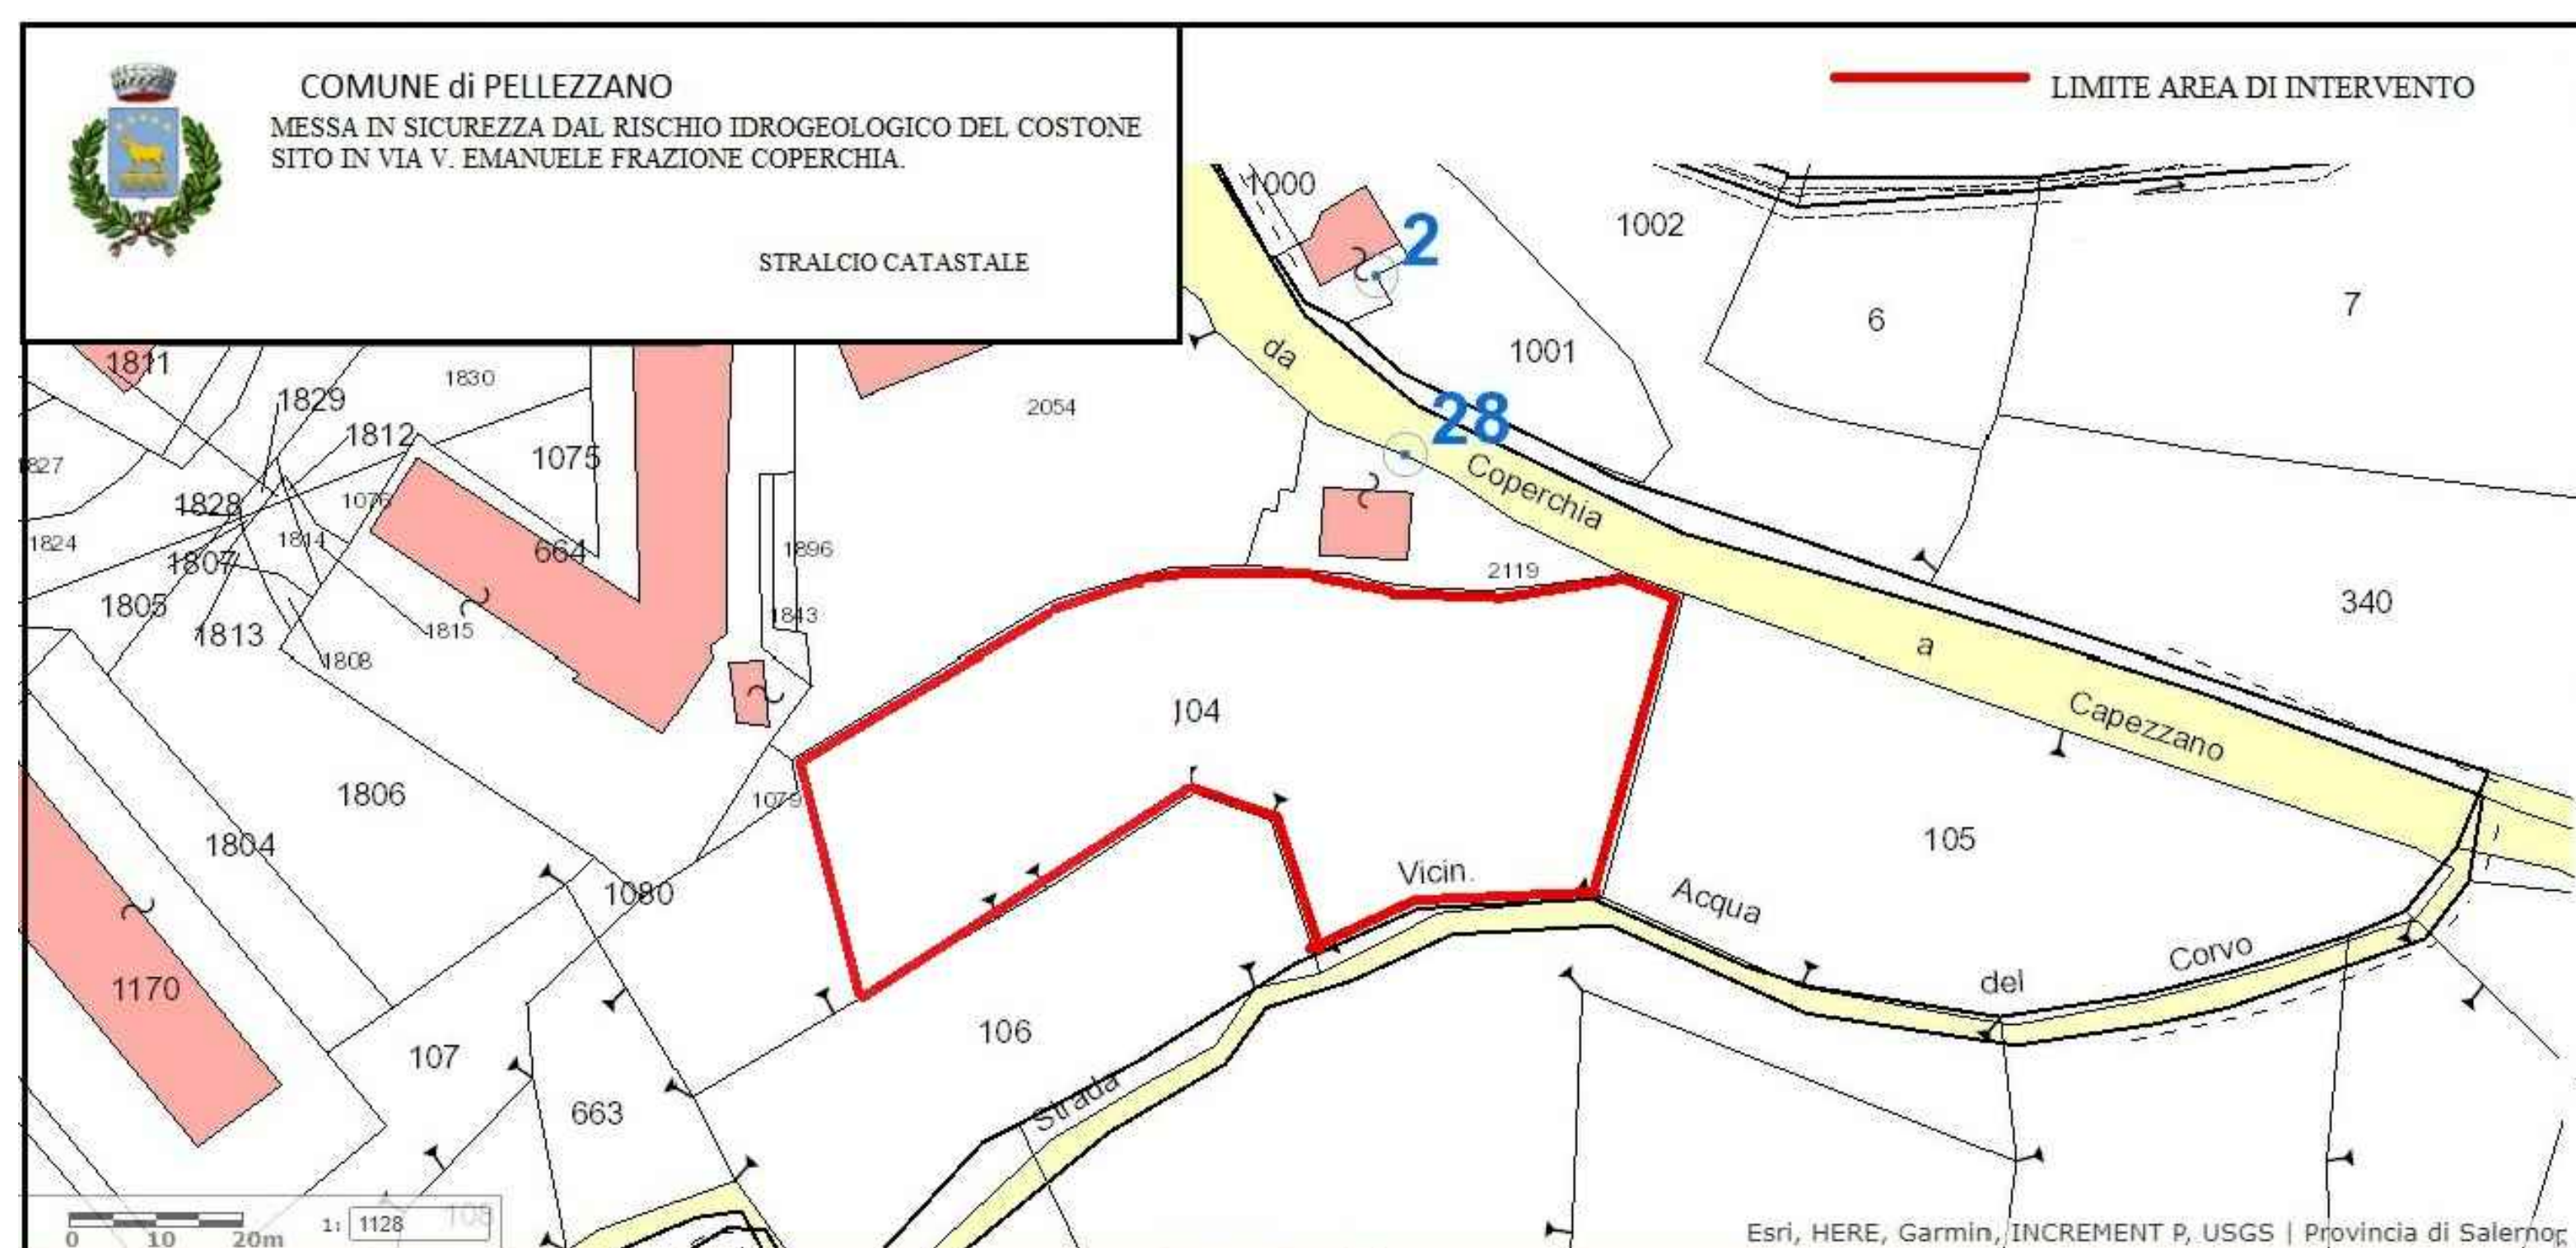 COMUNE di PELLEZZANO
MESSA IN SICUREZZA DAL RISCHIO IDROGEOLOGICO DEL COSTONE
SITO IN VIA V. EMANUELE FRAZIONE COPERCHIA.
STRALCIO CATASTALE
LIMITE AREA DI INTERVENTO
1000
2
1002
6
7
da
1001
1811
1829
1830
2054
28
1812
1075
1827
1828
1076
Coperchia
1824
1814
664
1896
1807
2119
1805
1813
1815
1843
340
1808
a
104
Capezzano
1806
1079
1804
105
1080
Vicin.
Acqua
1170
106
del
Corvo
107
663
Strada
108
0 10 20m
1: 1128
Esri, HERE, Garmin, INCREMENT P, USGS | Provincia di Salerno